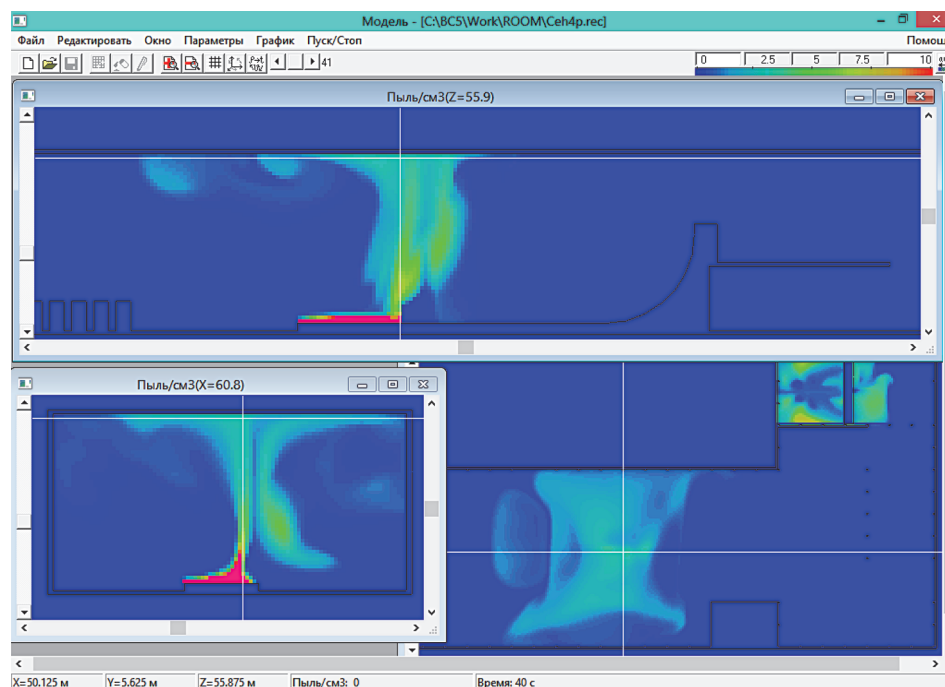 Модель - [C:\BC5\Work\ROOM\Ceh4p.rec]
Файл Редактировать Окно Параметры График Пуск/Стоп Помощ
41 0 2.5 5 7.5 10
Пыль/см3(Z=55.9)
Пыль/см3(X=60.8)
X=50.125 м Y=5.625 м Z=55.875 м Пыль/см3: 0 Время: 40 с